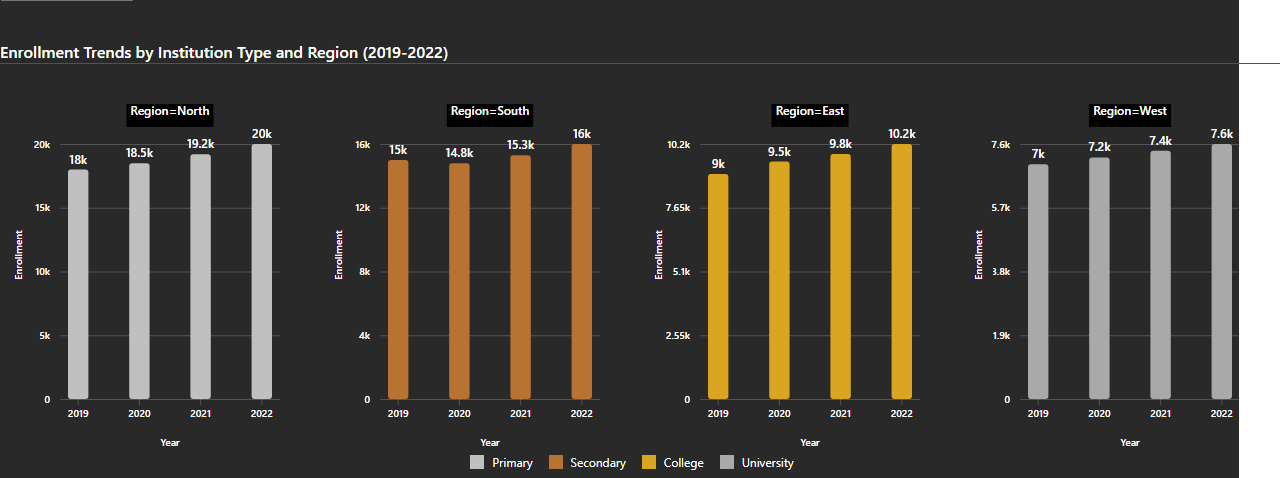 Enrollment Trends by Institution Type and Region (2019-2022)
Region=North
20k
15k
10k
5k
0
Enrollment
18k
18.5k
19.2k
20k
2019 2020 2021 2022
Year
Region=South
16k
12k
8k
4k
0
Enrollment
15k
14.8k
15.3k
16k
2019 2020 2021 2022
Year
Region=East
10.2k
7.65k
5.1k
2.55k
0
Enrollment
9k
9.5k
9.8k
10.2k
2019 2020 2021 2022
Year
Region=West
7.6k
5.7k
3.8k
1.9k
0
Enrollment
7k
7.2k
7.4k
7.6k
2019 2020 2021 2022
Year
Primary Secondary College University